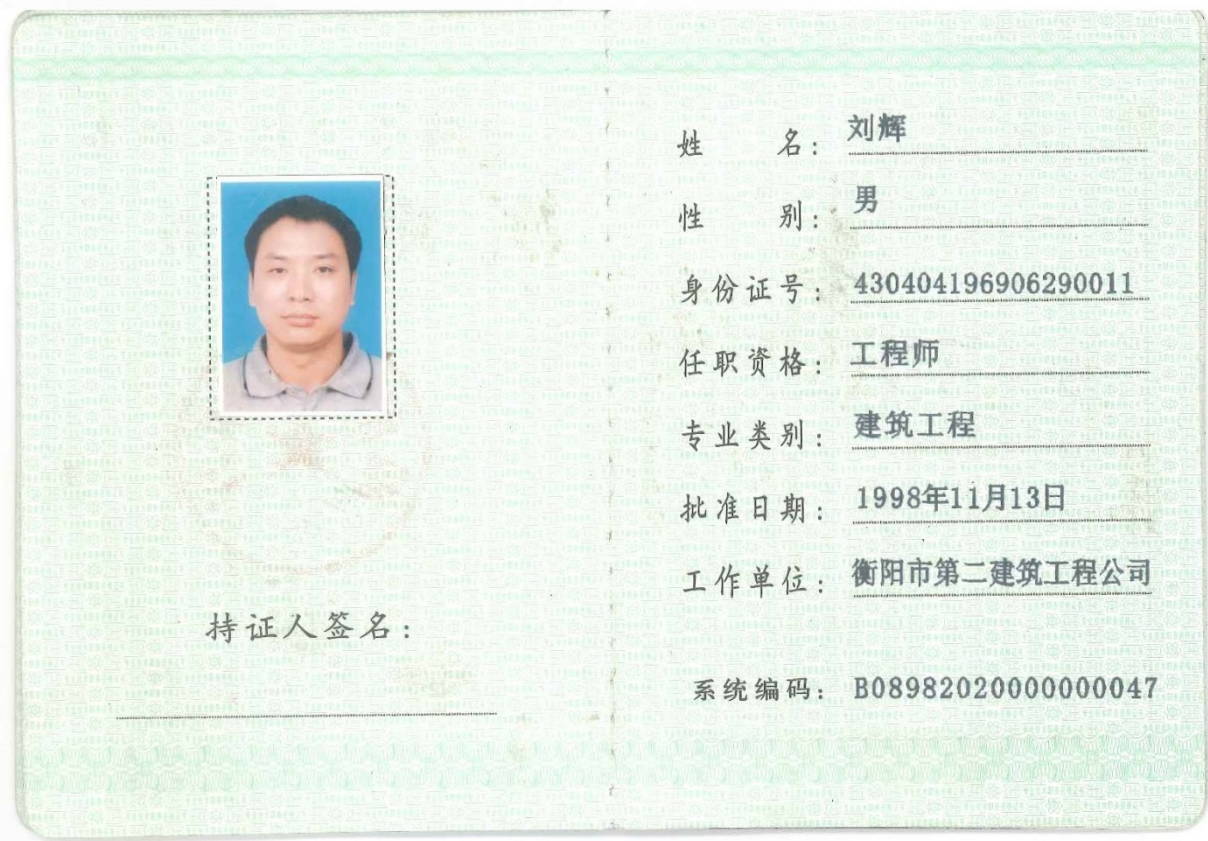 持证人签名：
姓 名： 刘辉
性 别： 男
身份证号： 430404196906290011
任职资格： 工程师
专业类别： 建筑工程
批准日期： 1998年11月13日
工作单位： 衡阳市第二建筑工程公司
系统编码： B08982020000000047